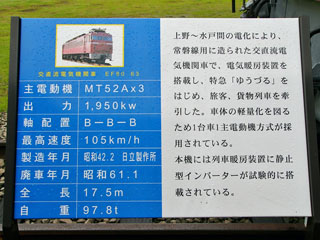 交直流電気機関車 EF80 63
主電動機 MT52A×3
出力 1,950kw
軸配置 B-B-B
最高速度 105km/h
製造年月 昭和42.2 日立製作所
廃車年月 昭和61.1
全長 17.5m
自重 97.8t
上野～水戸間の電化により、
常磐線用に造られた交直流電
気機関車で、電気暖房装置を
搭載し、特急「ゆうづる」を
はじめ、旅客、貨物列車を牽
引した。車体の軽量化を図る
ため1台車1主電動機方式が採
用されている。
本機には列車暖房装置に静止
型インバーターが試験的に搭
載されている。